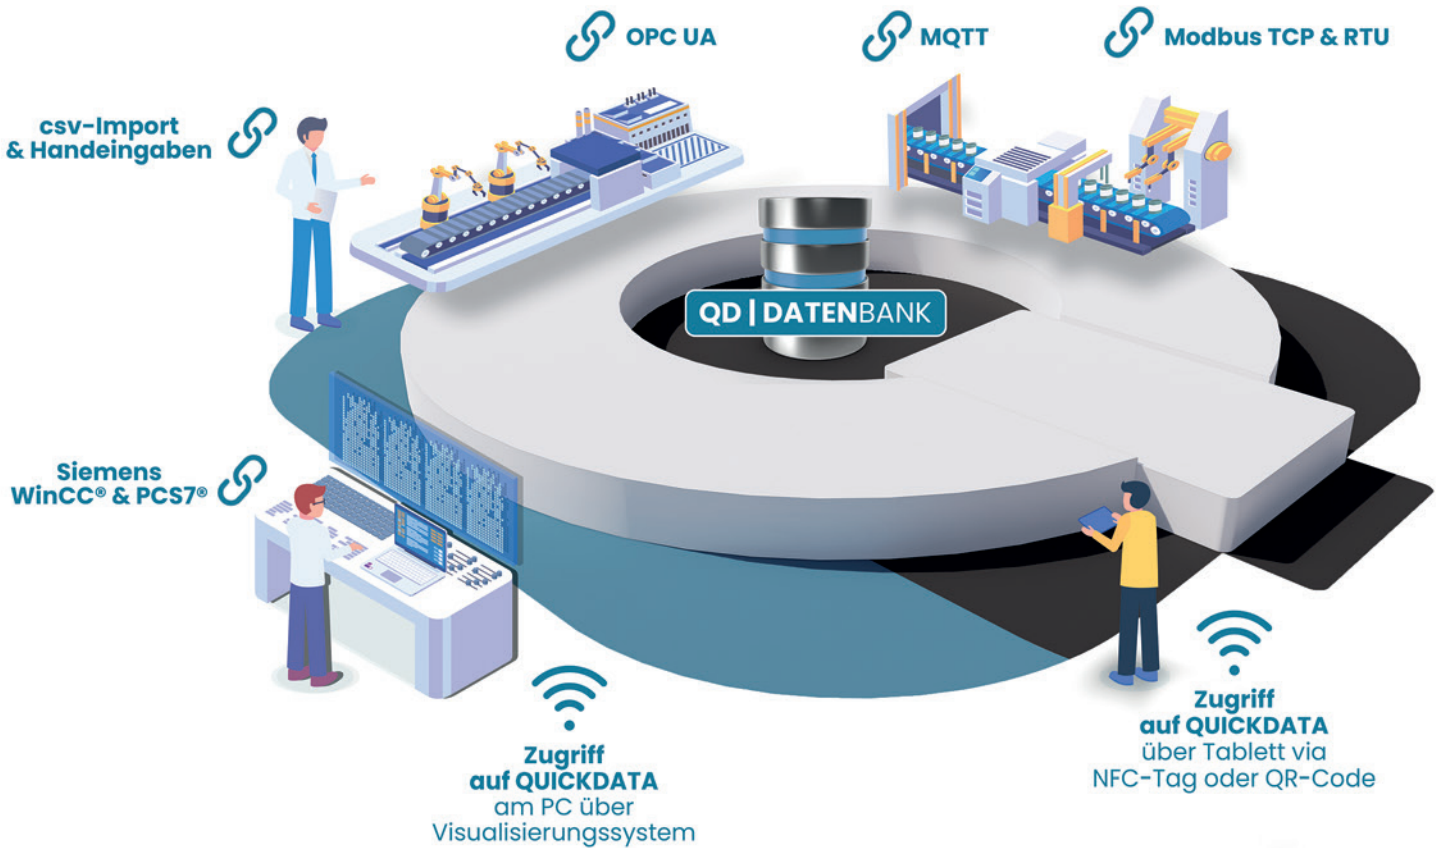 OPC UA
MQTT
Modbus TCP & RTU
csv-Import
& Handeingaben
QD | DATENBANK
Siemens
WinCC® & PCS7®
Zugriff
auf QUICKDATA
am PC über
Visualisierungssystem
Zugriff
auf QUICKDATA
über Tablett via
NFC-Tag oder QR-Code